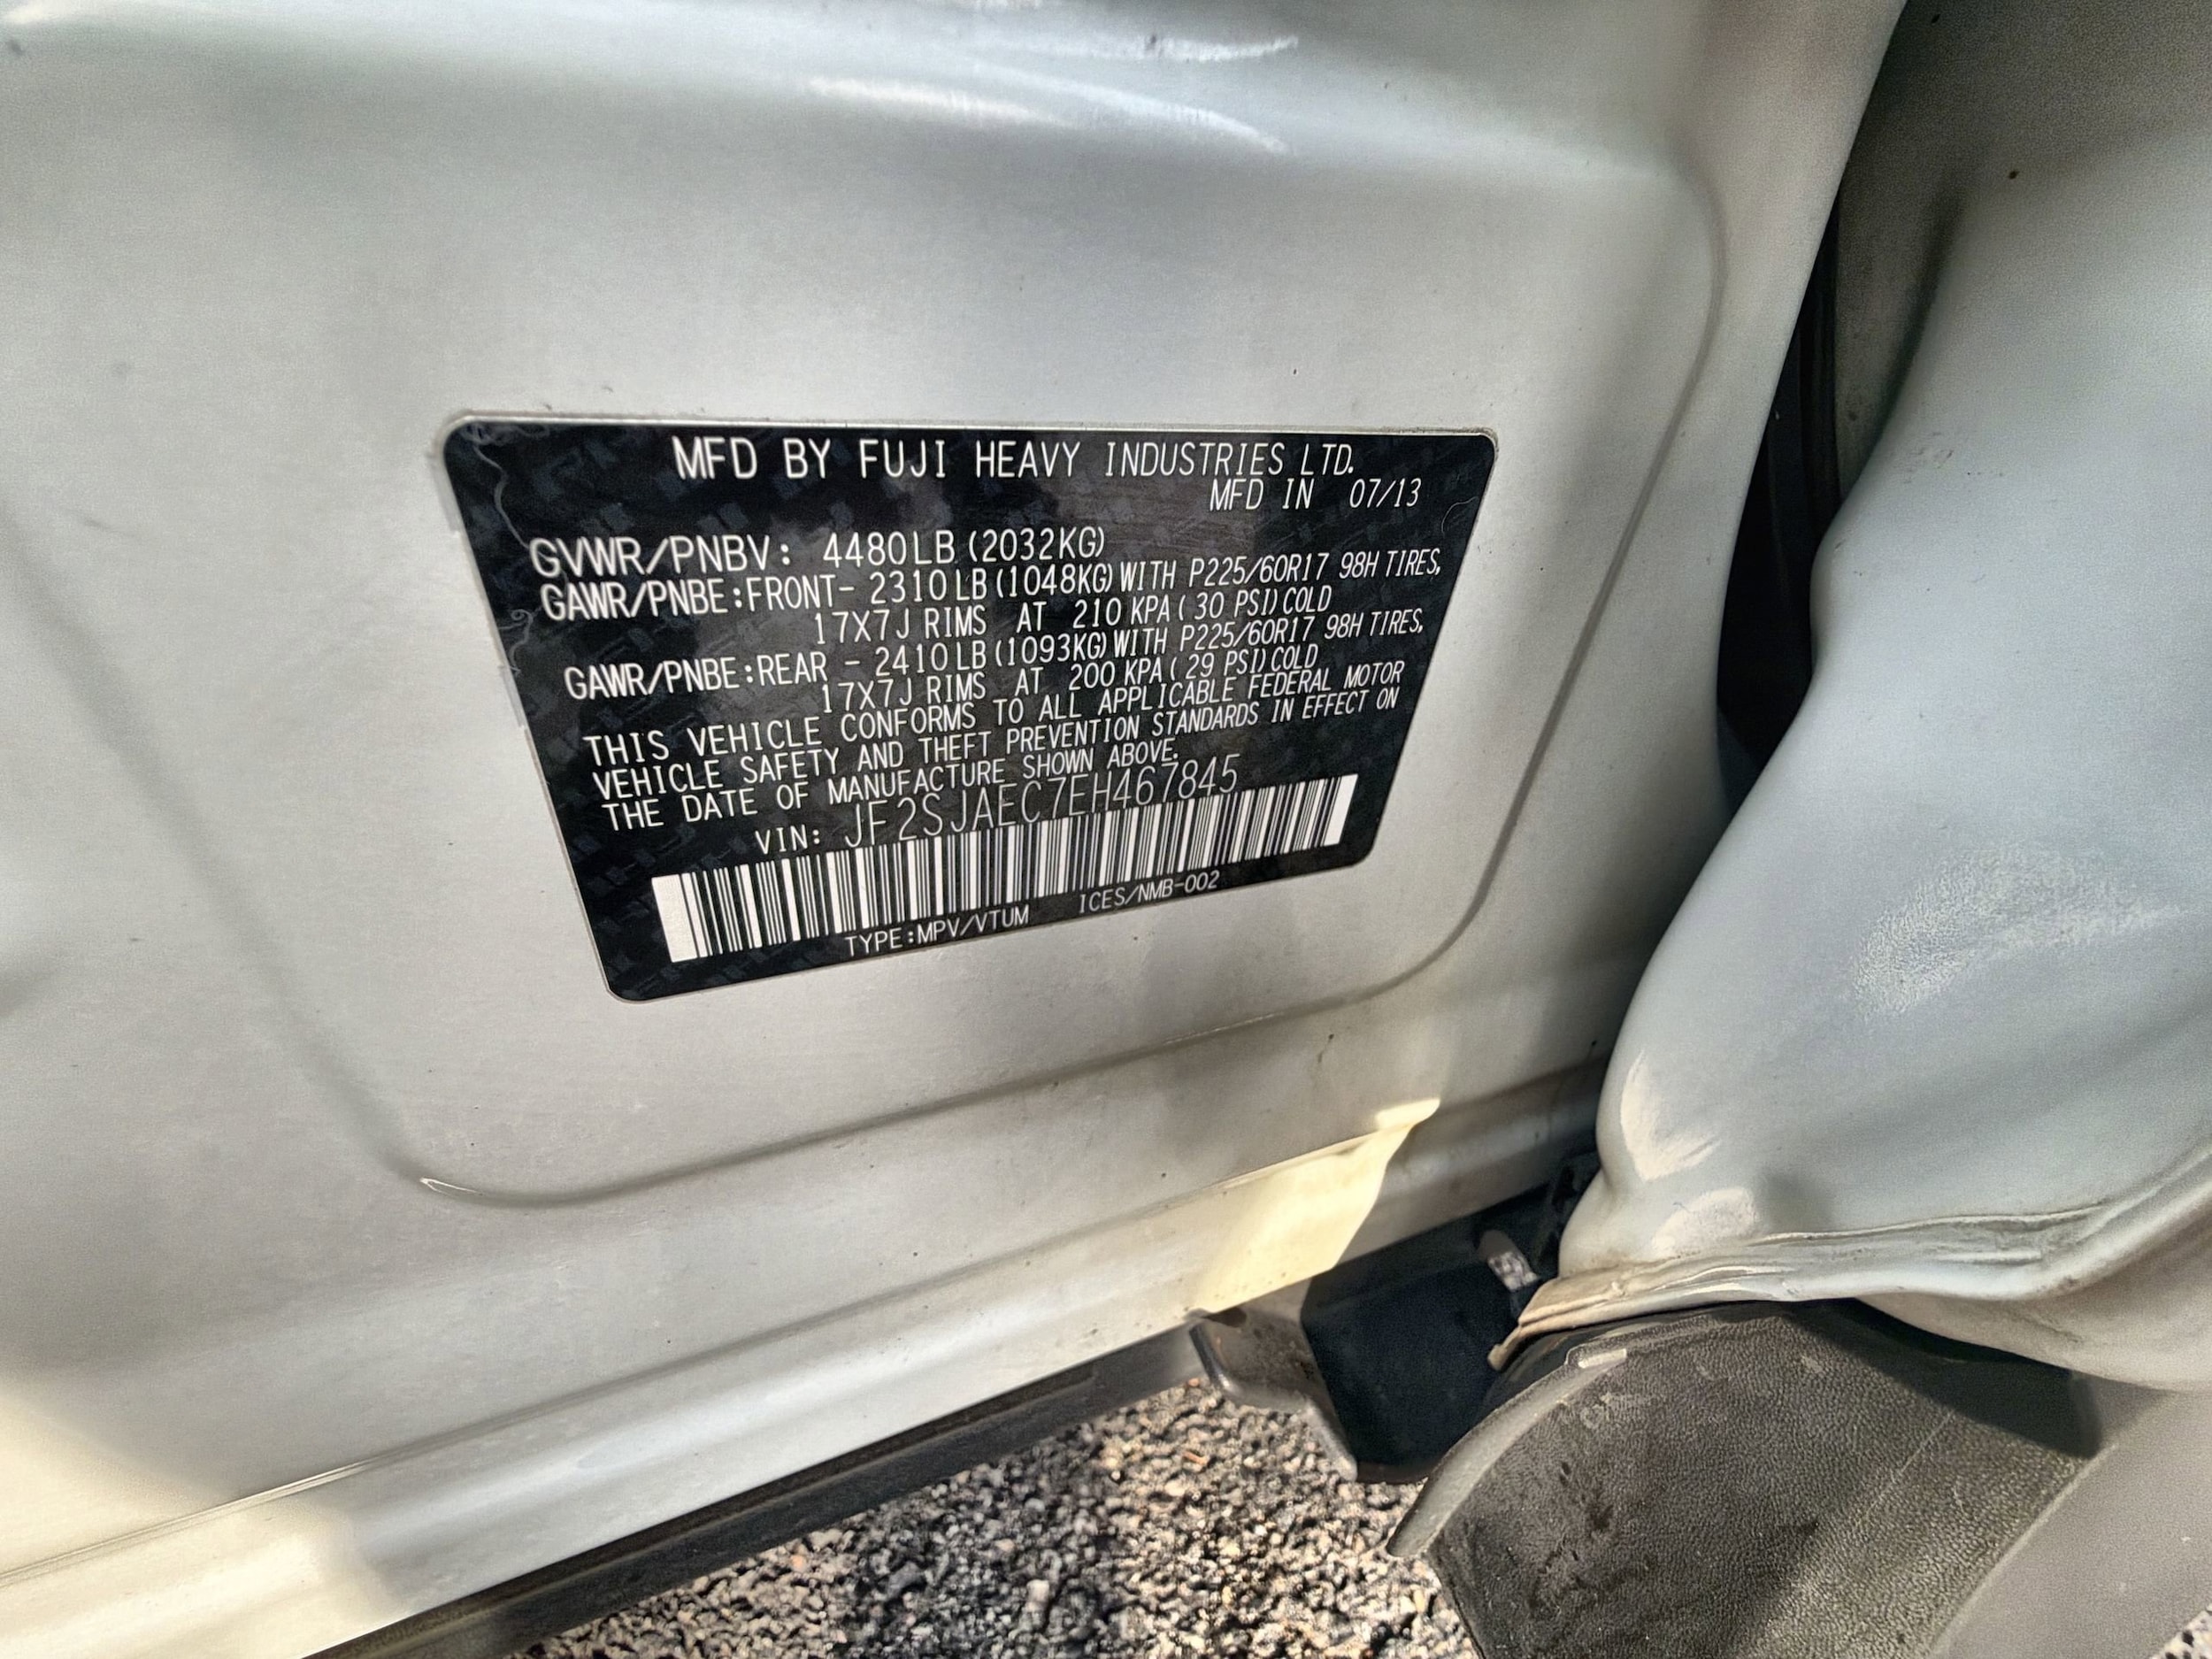 MFD BY FUJI HEAVY INDUSTRIES LTD.
MFD IN 07/13
GVWR/PNBV: 4480LB (2032KG)
GAWR/PNBE:FRONT- 2310LB (1048KG) WITH P225/60R17 98H TIRES,
17X7J RIMS AT 210 KPA ( 30 PSI) COLD
GAWR/PNBE:REAR - 2410LB (1093KG) WITH P225/60R17 98H TIRES,
17X7J RIMS AT 200 KPA ( 29 PSI) COLD
THIS VEHICLE CONFORMS TO ALL APPLICABLE FEDERAL MOTOR
VEHICLE SAFETY AND THEFT PREVENTION STANDARDS IN EFFECT ON
THE DATE OF MANUFACTURE SHOWN ABOVE.
VIN: JF2SJAEC7EH467845
TYPE:MPV/VTUM ICES/NMB-002